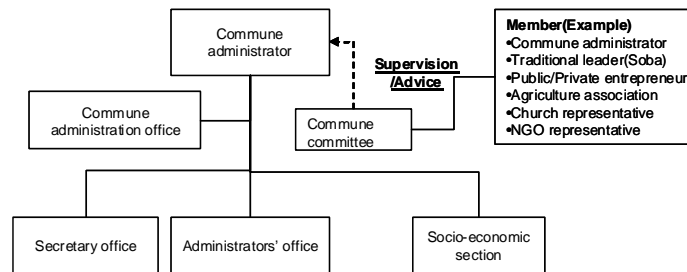 Commune
administrator
Member(Example)
•Commune administrator
•Traditional leader(Soba)
•Public/Private entrepreneur
•Agriculture association
•Church representative
•NGO representative
Supervision
/Advice
Commune
administration office
Commune
committee
Secretary office
Administrators' office
Socio-economic
section